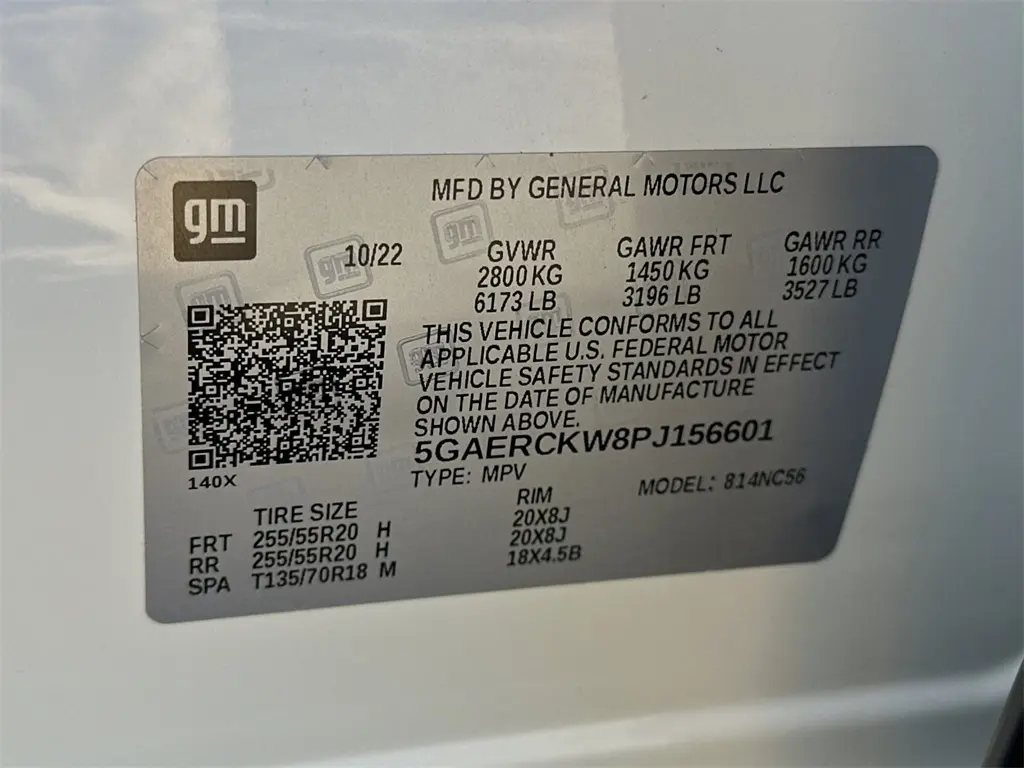 gm
MFD BY GENERAL MOTORS LLC
10/22 GVWR GAWR FRT GAWR RR
2800 KG 1450 KG 1600 KG
6173 LB 3196 LB 3527 LB
THIS VEHICLE CONFORMS TO ALL
APPLICABLE U.S. FEDERAL MOTOR
VEHICLE SAFETY STANDARDS IN EFFECT
ON THE DATE OF MANUFACTURE
SHOWN ABOVE.
5GAERCKW8PJ156601
140X
TYPE: MPV MODEL: 814NC56
TIRE SIZE RIM
FRT 255/55R20 H 20X8J
RR 255/55R20 H 20X8J
SPA T135/70R18 M 18X4.5B